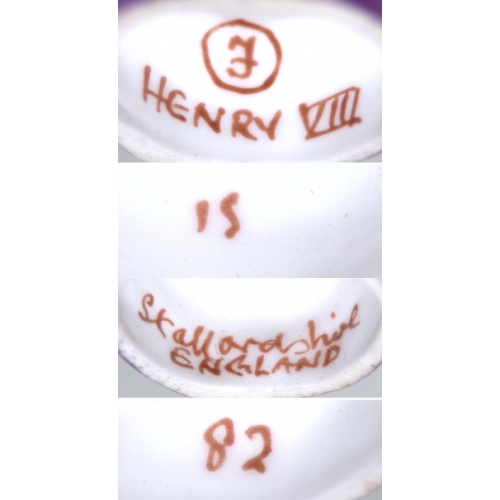 J
HENRY VIII
15
Staffordshire
ENGLAND
82